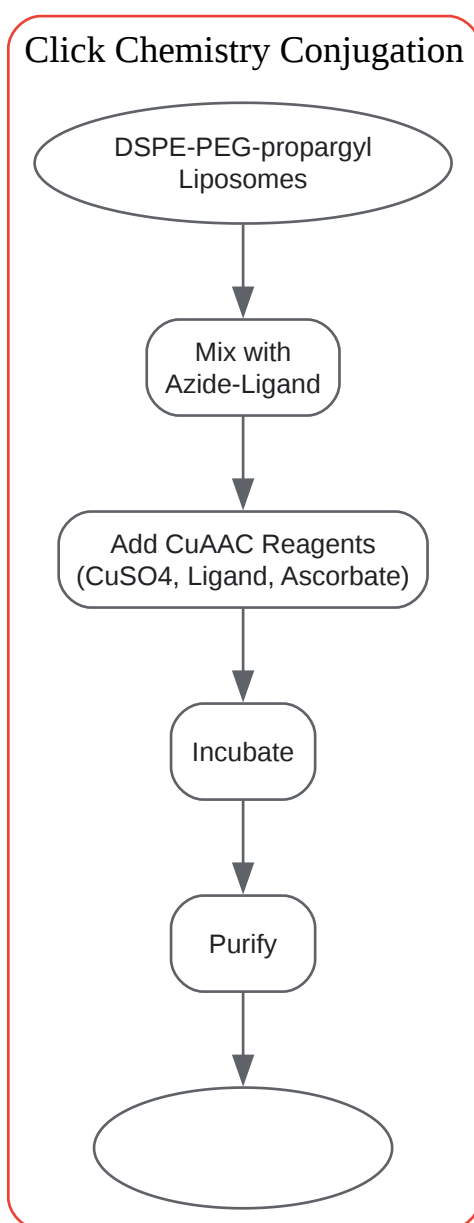 Click Chemistry Conjugation
DSPE-PEG-propargyl
Liposomes
Mix with
Azide-Ligand
Add CuAAC Reagents
(CuSO4, Ligand, Ascorbate)
Incubate
Purify